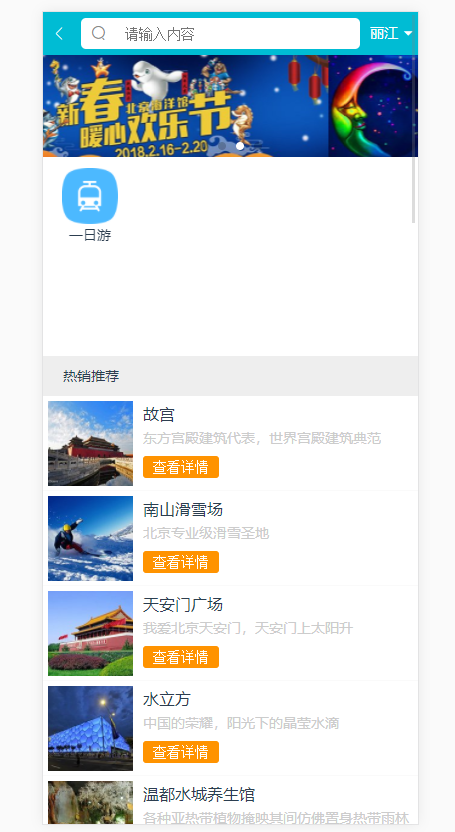 请输入内容
丽江
新春
北京海洋馆
暖心欢乐节
2018.2.16-2.20
一日游
热销推荐
故宫
东方宫殿建筑代表，世界宫殿建筑典范
查看详情
南山滑雪场
北京专业级滑雪圣地
查看详情
天安门广场
我爱北京天安门，天安门上太阳升
查看详情
水立方
中国的荣耀，阳光下的晶莹水滴
查看详情
温都水城养生馆
各种亚热带植物掩映其间仿佛置身热带雨林